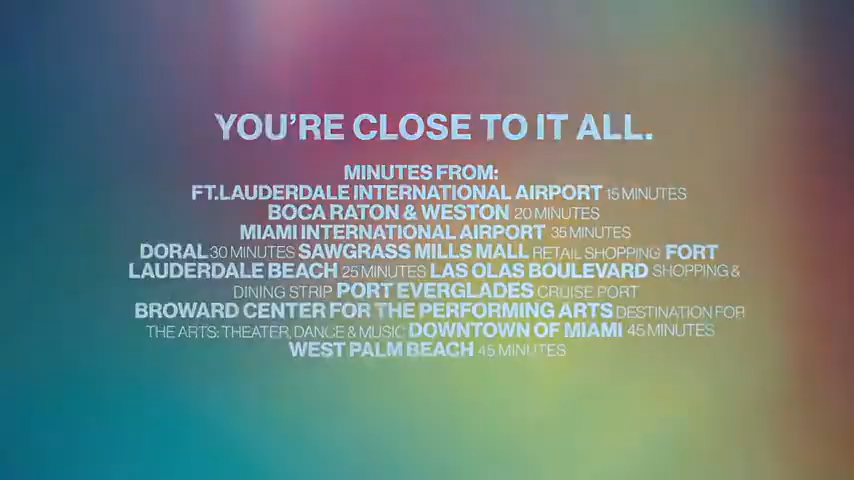 YOU'RE CLOSE TO IT ALL.
MINUTES FROM:
FT.LAUDERDALE INTERNATIONAL AIRPORT 15 MINUTES
BOCA RATON & WESTON 20 MINUTES
MIAMI INTERNATIONAL AIRPORT 35 MINUTES
DORAL 30 MINUTES SAWGRASS MILLS MALL RETAIL SHOPPING FORT
LAUDERDALE BEACH 25 MINUTES LAS OLAS BOULEVARD SHOPPING &
DINING STRIP PORT EVERGLADES CRUISE PORT
BROWARD CENTER FOR THE PERFORMING ARTS DESTINATION FOR
THE ARTS: THEATER, DANCE & MUSIC DOWNTOWN OF MIAMI 45 MINUTES
WEST PALM BEACH 45 MINUTES